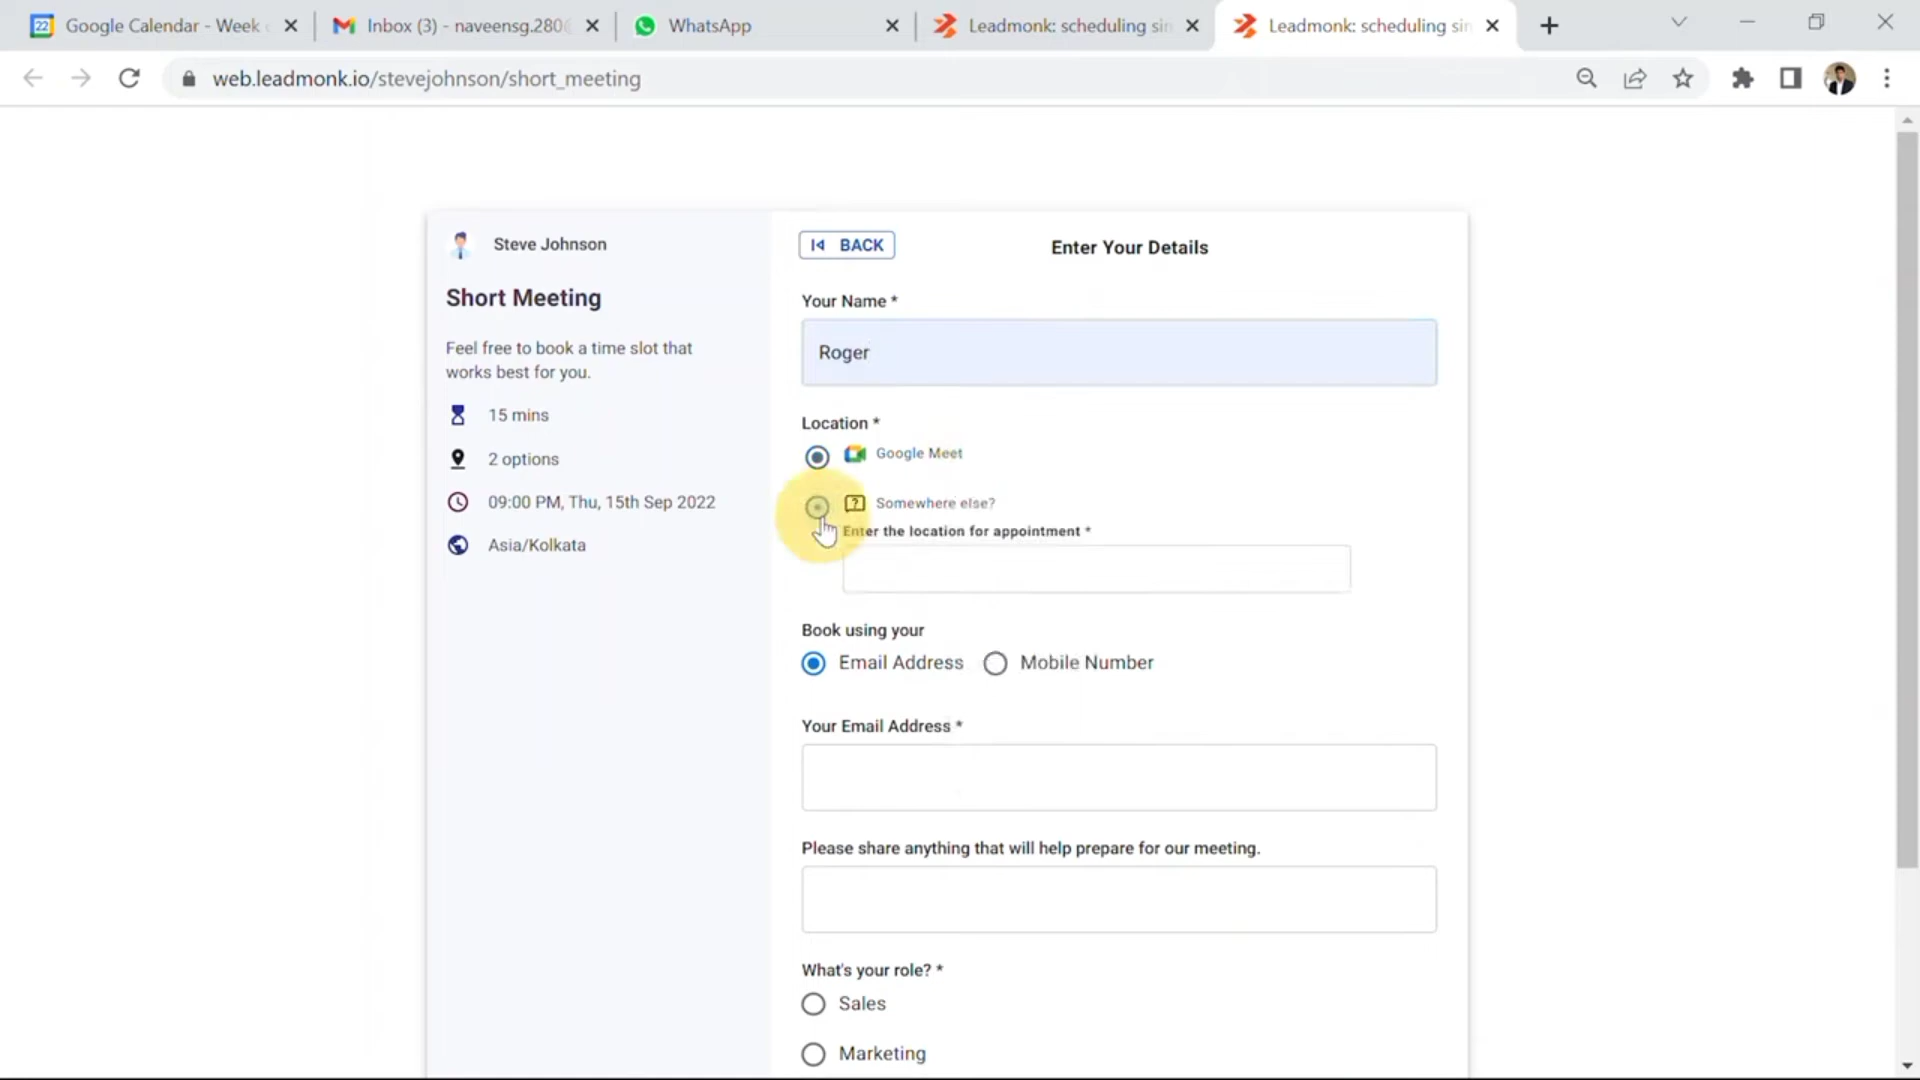 22
Google Calendar - Week
Inbox (3) - naveensg.280@
WhatsApp
Leadmonk: scheduling sin
Leadmonk: scheduling sin
web.leadmonk.io/stevejohnson/short_meeting
Steve Johnson
Short Meeting
Feel free to book a time slot that
works best for you.
15 mins
2 options
09:00 PM, Thu, 15th Sep 2022
Asia/Kolkata
BACK
Enter Your Details
Your Name *
Roger
Location *
Google Meet
Somewhere else?
Enter the location for appointment *
Book using your
Email Address
Mobile Number
Your Email Address *
Please share anything that will help prepare for our meeting.
What's your role? *
Sales
Marketing